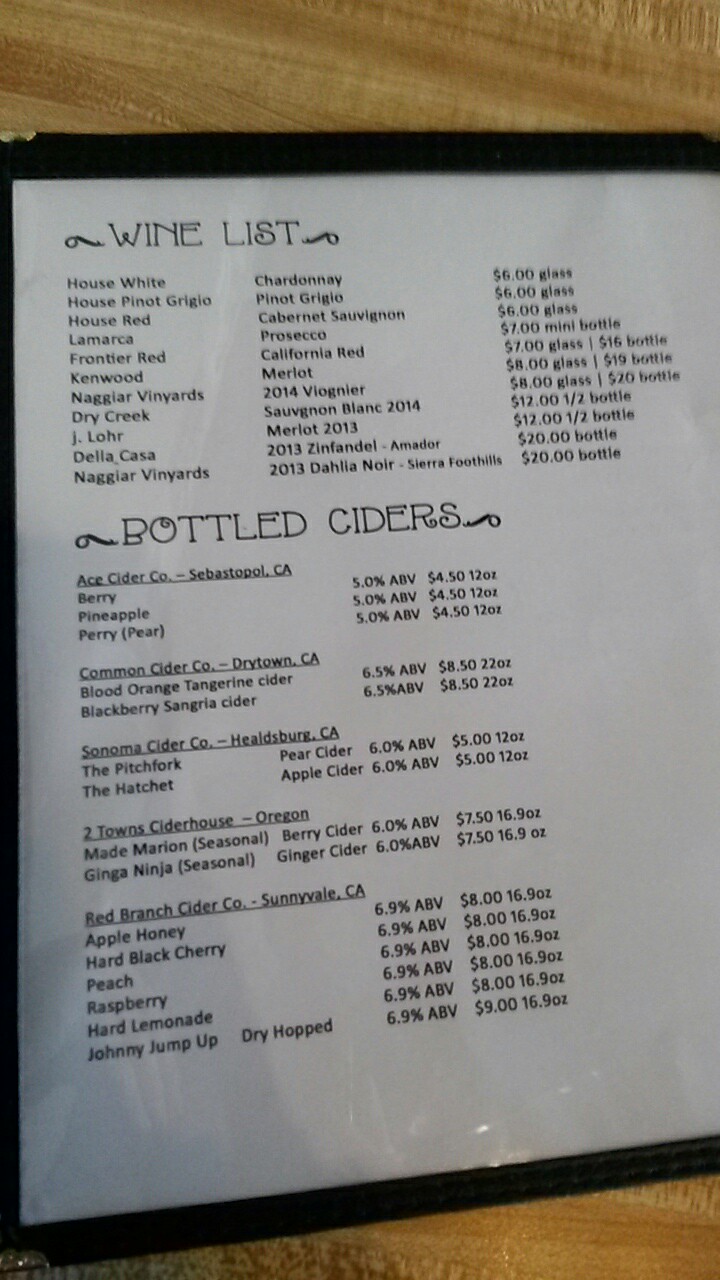 WINE LIST
House White Chardonnay $6.00 glass
House Pinot Grigio Pinot Grigio $6.00 glass
House Red Cabernet Sauvignon $6.00 glass
Lamarca Prosecco $7.00 mini bottle
Frontier Red California Red $7.00 glass | $16 bottle
Kenwood Merlot $8.00 glass | $19 bottle
Naggiar Vinyards 2014 Viognier $8.00 glass | $20 bottle
Dry Creek Sauvgnon Blanc 2014 $12.00 1/2 bottle
J. Lohr Merlot 2013 $12.00 1/2 bottle
Della Casa 2013 Zinfandel - Amador $20.00 bottle
Naggiar Vinyards 2013 Dahlia Noir - Sierra Foothills $20.00 bottle
BOTTLED CIDERS
Ace Cider Co. – Sebastopol, CA
Berry 5.0% ABV $4.50 12oz
Pineapple 5.0% ABV $4.50 12oz
Perry (Pear) 5.0% ABV $4.50 12oz
Common Cider Co. – Drytown, CA
Blood Orange Tangerine cider 6.5% ABV $8.50 22oz
Blackberry Sangria cider 6.5%ABV $8.50 22oz
Sonoma Cider Co. – Healdsburg, CA
The Pitchfork Pear Cider 6.0% ABV $5.00 12oz
The Hatchet Apple Cider 6.0% ABV $5.00 12oz
2 Towns Ciderhouse – Oregon
Made Marion (Seasonal) Berry Cider 6.0% ABV $7.50 16.9oz
Ginga Ninja (Seasonal) Ginger Cider 6.0%ABV $7.50 16.9 oz
Red Branch Cider Co. - Sunnyvale, CA
Apple Honey 6.9% ABV $8.00 16.9oz
Hard Black Cherry 6.9% ABV $8.00 16.9oz
Peach 6.9% ABV $8.00 16.9oz
Raspberry 6.9% ABV $8.00 16.9oz
Hard Lemonade 6.9% ABV $8.00 16.9oz
Johnny Jump Up Dry Hopped 6.9% ABV $9.00 16.9oz